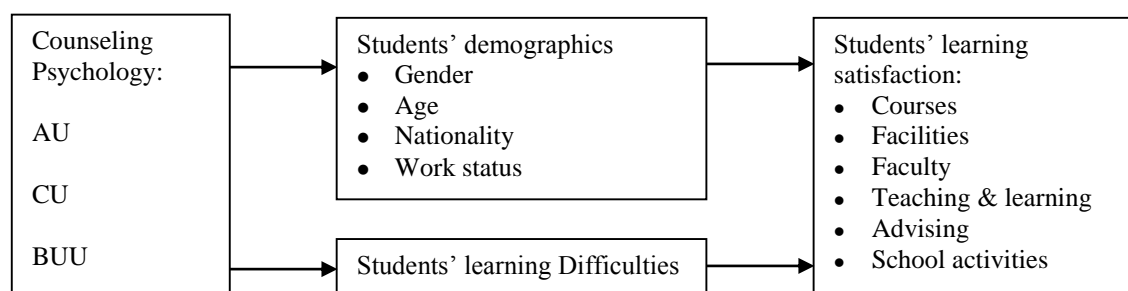 Counseling
Psychology:
AU
CU
BUU
Students’ demographics
● Gender
● Age
● Nationality
● Work status
Students’ learning Difficulties
Students’ learning
satisfaction:
● Courses
● Facilities
● Faculty
● Teaching & learning
● Advising
● School activities